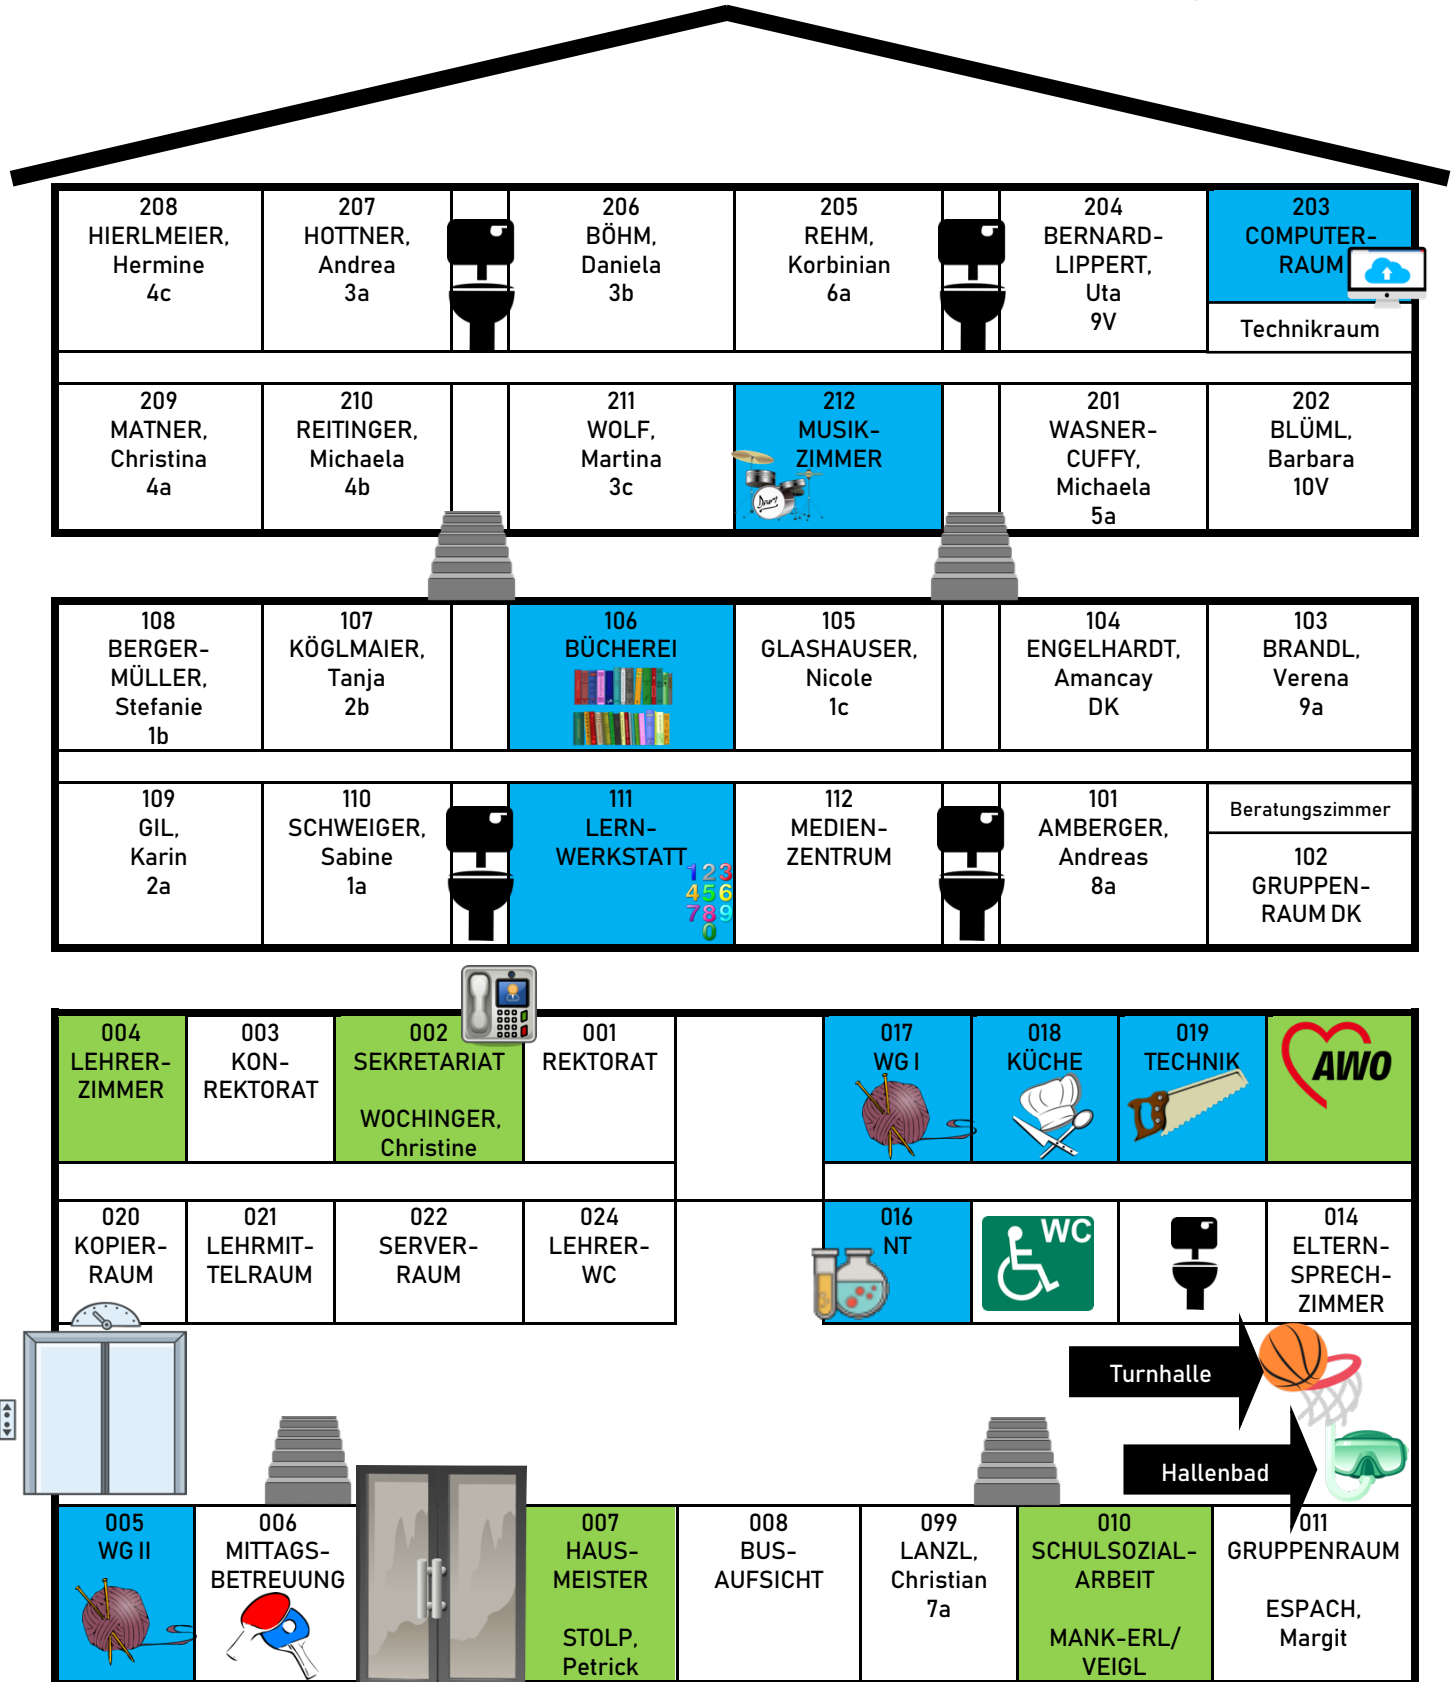 208
HIERLMEIER,
Hermine
4c
207
HOTTNER,
Andrea
3a
206
BÖHM,
Daniela
3b
205
REHM,
Korbinian
6a
204
BERNARD-
LIPPERT,
Uta
9V
203
COMPUTER-
RAUM
Technikraum
209
MATNER,
Christina
4a
210
REITINGER,
Michaela
4b
211
WOLF,
Martina
3c
212
MUSIK-
ZIMMER
201
WASNER-
CUFFY,
Michaela
5a
202
BLÜML,
Barbara
10V
108
BERGER-
MÜLLER,
Stefanie
1b
107
KÖGLMAIER,
Tanja
2b
106
BÜCHEREI
105
GLASHAUSER,
Nicole
1c
104
ENGELHARDT,
Amancay
DK
103
BRANDL,
Verena
9a
109
GIL,
Karin
2a
110
SCHWEIGER,
Sabine
1a
111
LERN-
WERKSTATT
123
456
789
0
112
MEDIEN-
ZENTRUM
101
AMBERGER,
Andreas
8a
Beratungszimmer
102
GRUPPEN-
RAUM DK
004
LEHRER-
ZIMMER
003
KON-
REKTORAT
002
SEKRETARIAT
WOCHINGER,
Christine
001
REKTORAT
017
WG I
018
KÜCHE
019
TECHNIK
AWO
020
KOPIER-
RAUM
021
LEHRMIT-
TELRAUM
022
SERVER-
RAUM
024
LEHRER-
WC
016
NT
WC
014
ELTERN-
SPRECH-
ZIMMER
Turnhalle
Hallenbad
005
WG II
006
MITTAGS-
BETREUUNG
007
HAUS-
MEISTER
STOLP,
Petrick
008
BUS-
AUFSICHT
099
LANZL,
Christian
7a
010
SCHULSOZIAL-
ARBEIT
MANK-ERL/
VEIGL
011
GRUPPENRAUM
ESPACH,
Margit